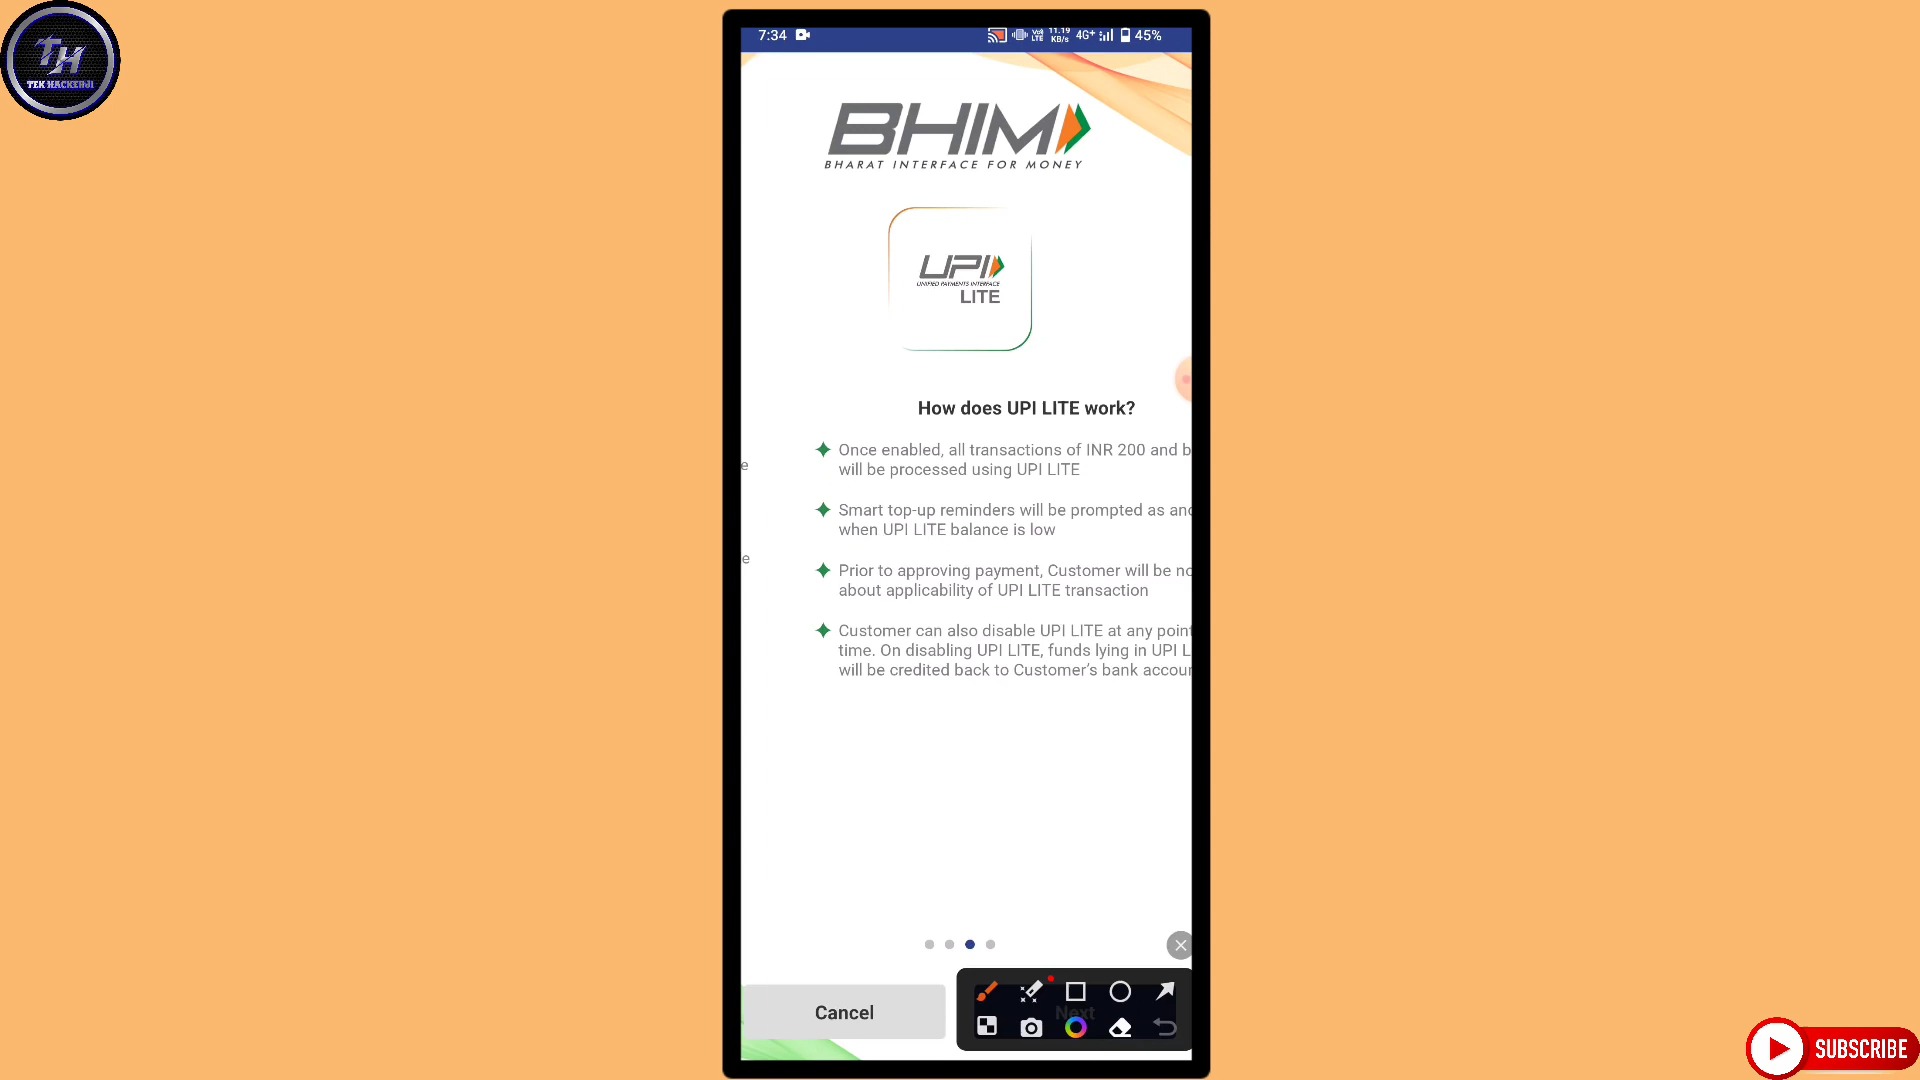 TH
TEK HACKEHJI
7:34
Vo)
LTE
11.19
KB/s
4G+
45%
BHIM
BHARAT INTERFACE FOR MONEY
UPI
UNIFIED PAYMENTS INTERFACE
LITE
How does UPI LITE work?
Once enabled, all transactions of INR 200 and b
e
will be processed using UPI LITE
Smart top-up reminders will be prompted as and
when UPI LITE balance is low
e
Prior to approving payment, Customer will be no
about applicability of UPI LITE transaction
Customer can also disable UPI LITE at any point
time. On disabling UPI LITE, funds lying in UPI L
will be credited back to Customer's bank accoun
Cancel
Next
SUBSCRIBE